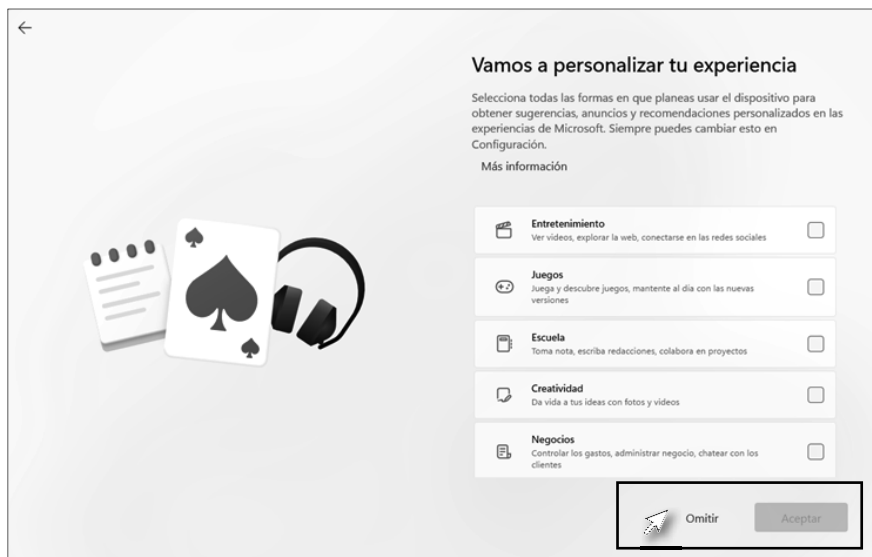 Vamos a personalizar tu experiencia
Selecciona todas las formas en que planeas usar el dispositivo para
obtener sugerencias, anuncios y recomendaciones personalizados en las
experiencias de Microsoft. Siempre puedes cambiar esto en
Configuración.
Más información
Entretenimiento
Ver videos, explorar la web, conectarse en las redes sociales
Juegos
Juega y descubre juegos, mantente al día con las nuevas
versiones
Escuela
Toma nota, escriba redacciones, colabora en proyectos
Creatividad
Da vida a tus ideas con fotos y videos
Negocios
Controlar los gastos, administrar negocio, chatear con los
clientes
Omitir
Aceptar